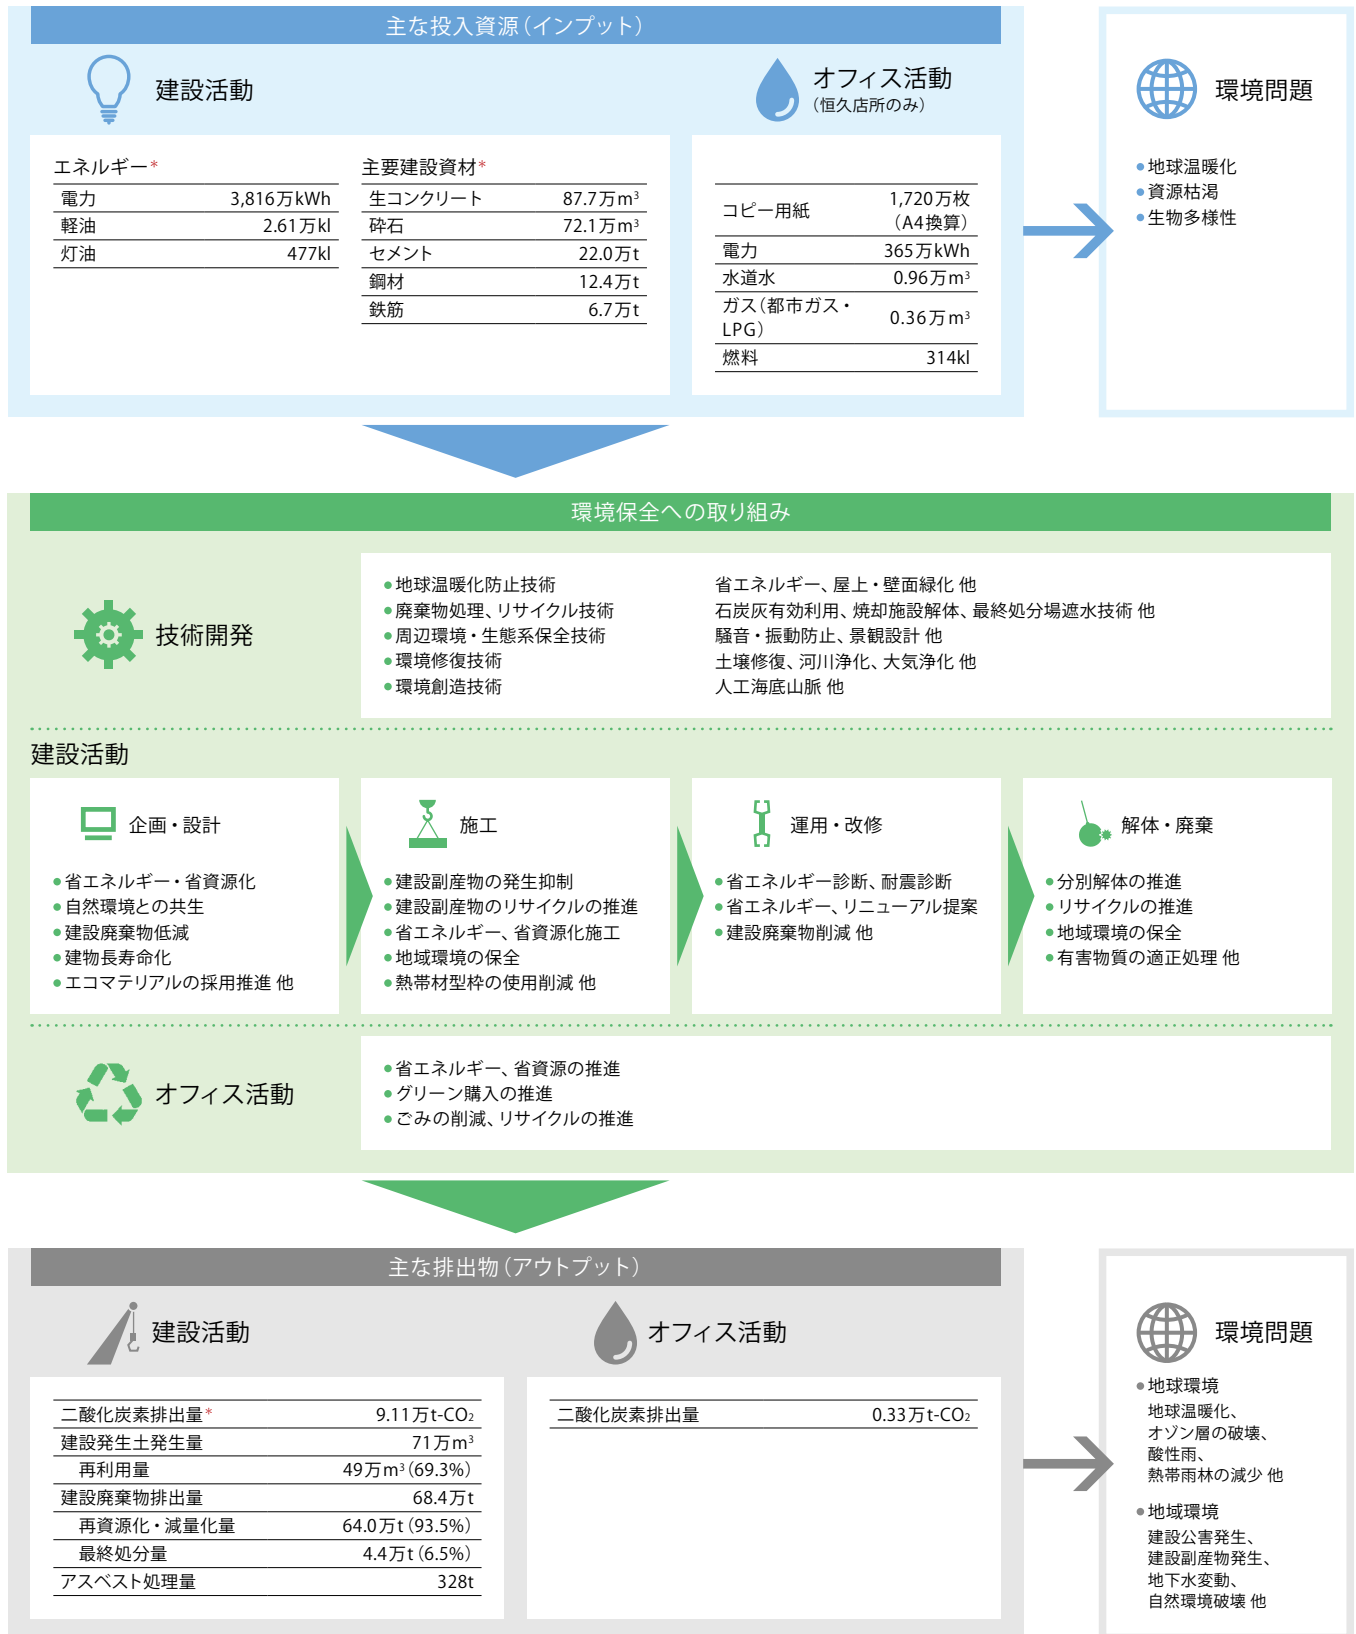 主な投入資源（インプット）
建設活動
エネルギー*
電力 3,816万kWh
軽油 2.61万kl
灯油 477kl
主要建設資材*
生コンクリート 87.7万m³
砕石 72.1万m³
セメント 22.0万t
鋼材 12.4万t
鉄筋 6.7万t
オフィス活動
（恒久店所のみ）
コピー用紙 1,720万枚
（A4換算）
電力 365万kWh
水道水 0.96万m³
ガス（都市ガス・
LPG） 0.36万m³
燃料 314kl
環境問題
●地球温暖化
●資源枯渇
●生物多様性
環境保全への取り組み
技術開発
●地球温暖化防止技術 省エネルギー、屋上・壁面緑化 他
●廃棄物処理、リサイクル技術 石炭灰有効利用、焼却施設解体、最終処分場遮水技術 他
●周辺環境・生態系保全技術 騒音・振動防止、景観設計 他
●環境修復技術 土壌修復、河川浄化、大気浄化 他
●環境創造技術 人工海底山脈 他
建設活動
企画・設計
●省エネルギー・省資源化
●自然環境との共生
●建設廃棄物低減
●建物長寿命化
●エコマテリアルの採用推進 他
施工
●建設副産物の発生抑制
●建設副産物のリサイクルの推進
●省エネルギー、省資源化施工
●地域環境の保全
●熱帯材型枠の使用削減 他
運用・改修
●省エネルギー診断、耐震診断
●省エネルギー、リニューアル提案
●建設廃棄物削減 他
解体・廃棄
●分別解体の推進
●リサイクルの推進
●地域環境の保全
●有害物質の適正処理 他
オフィス活動
●省エネルギー、省資源の推進
●グリーン購入の推進
●ごみの削減、リサイクルの推進
主な排出物（アウトプット）
建設活動
二酸化炭素排出量* 9.11万t-CO₂
建設発生土発生量 71万m³
再利用量 49万m³（69.3%）
建設廃棄物排出量 68.4万t
再資源化・減量化量 64.0万t（93.5%）
最終処分量 4.4万t（6.5%）
アスベスト処理量 328t
オフィス活動
二酸化炭素排出量 0.33万t-CO₂
環境問題
●地球環境
地球温暖化、
オゾン層の破壊、
酸性雨、
熱帯雨林の減少 他
●地域環境
建設公害発生、
建設副産物発生、
地下水変動、
自然環境破壊 他